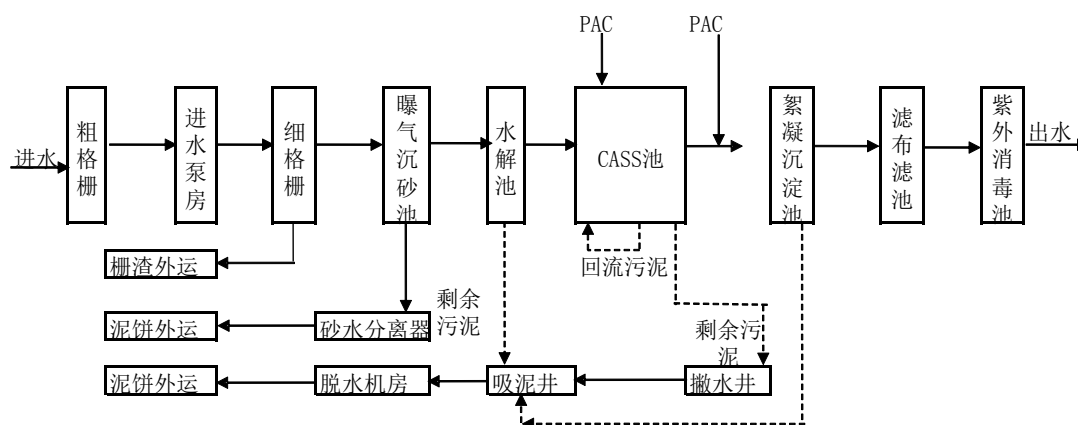 PAC
PAC
进水
粗格栅
进水泵房
细格栅
曝气沉砂池
水解池
CASS池
絮凝沉淀池
滤布滤池
紫外消毒池
出水
栅渣外运
回流污泥
泥饼外运
砂水分离器
剩余
污泥
剩余污
泥
泥饼外运
脱水机房
吸泥井
撇水井